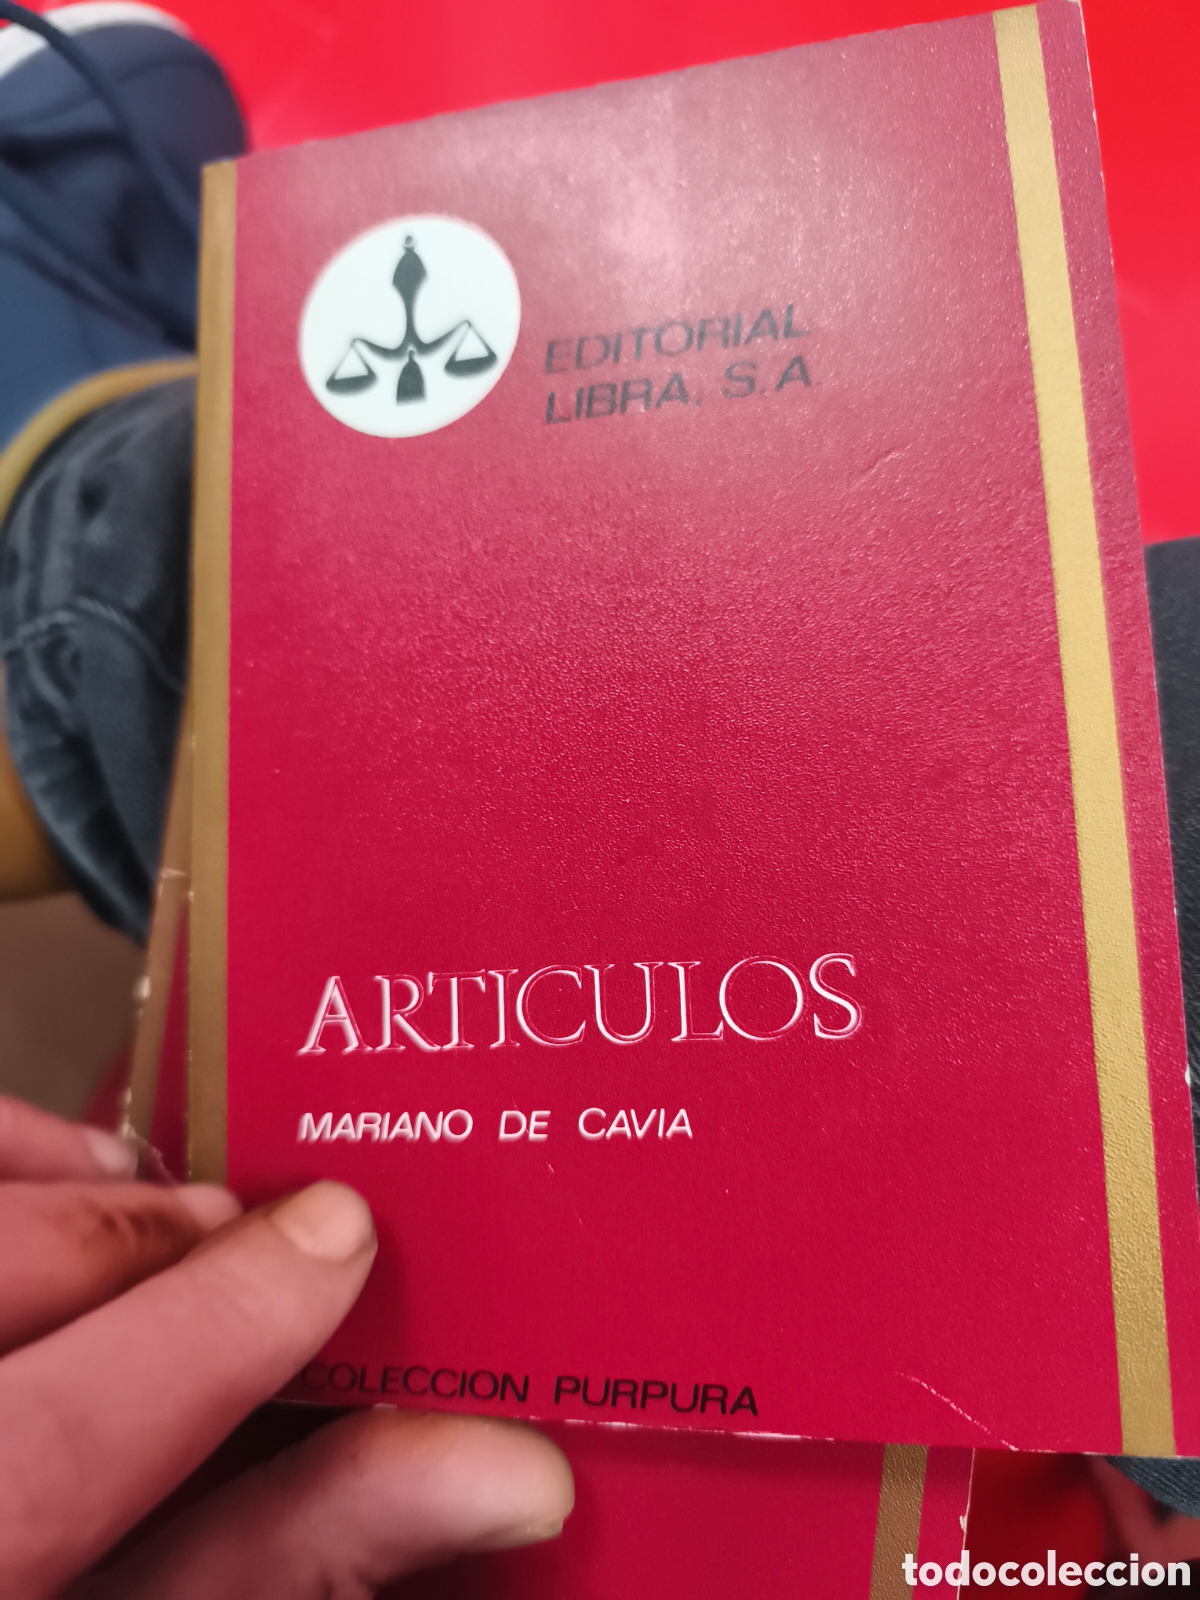 EDITORIAL
LIBRA, S.A.
ARTICULOS
MARIANO DE CAVIA
COLECCION PURPURA
todocoleccion